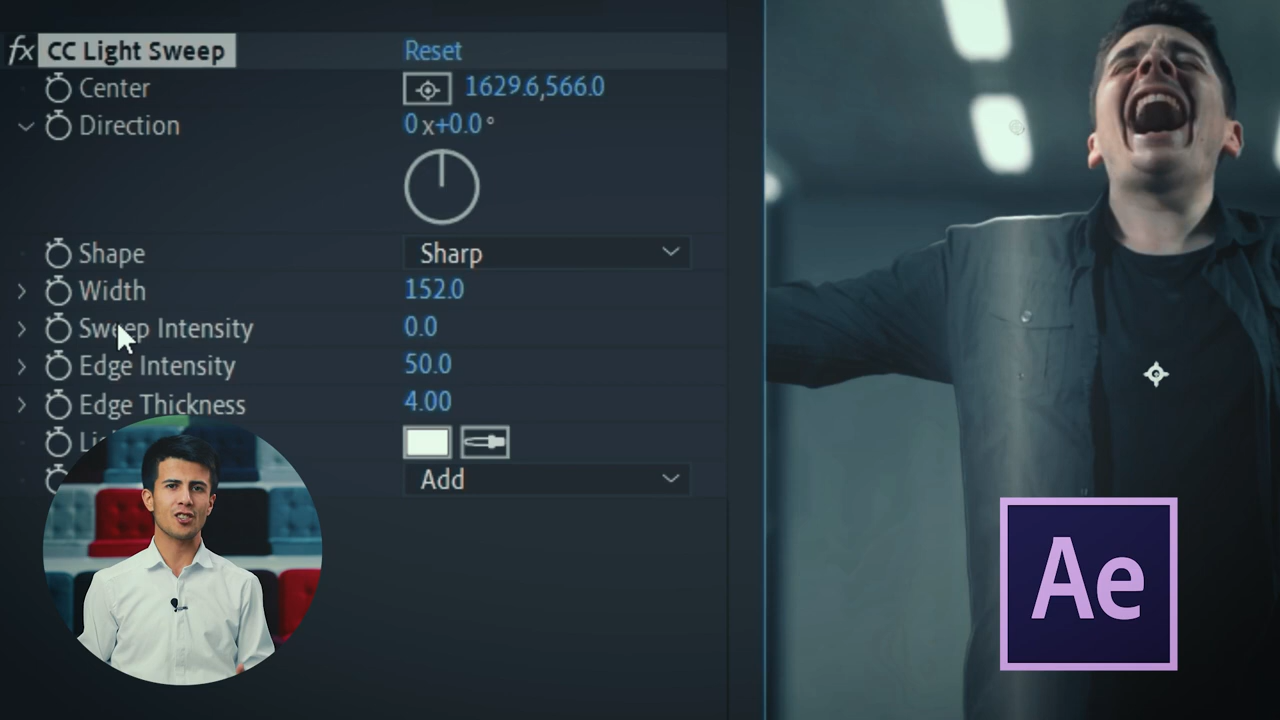 fx CC Light Sweep Reset
Center 1629.6,566.0
Direction 0x+0.0°
Shape Sharp
Width 152.0
Sweep Intensity 0.0
Edge Intensity 50.0
Edge Thickness 4.00
Add
Ae